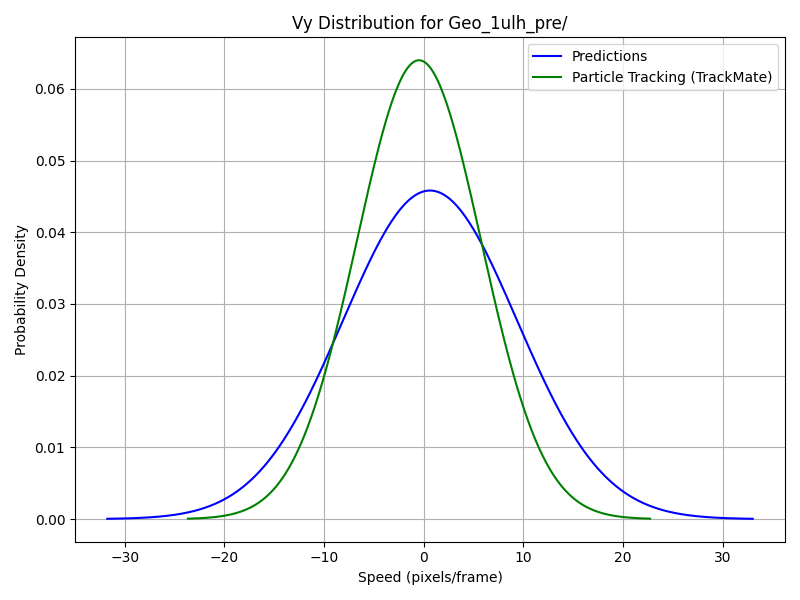 Vy Distribution for Geo_1ulh_pre/
Predictions
Particle Tracking (TrackMate)
0.06
0.05
0.04
0.03
0.02
0.01
0.00
Probability Density
−30 −20 −10 0 10 20 30
Speed (pixels/frame)